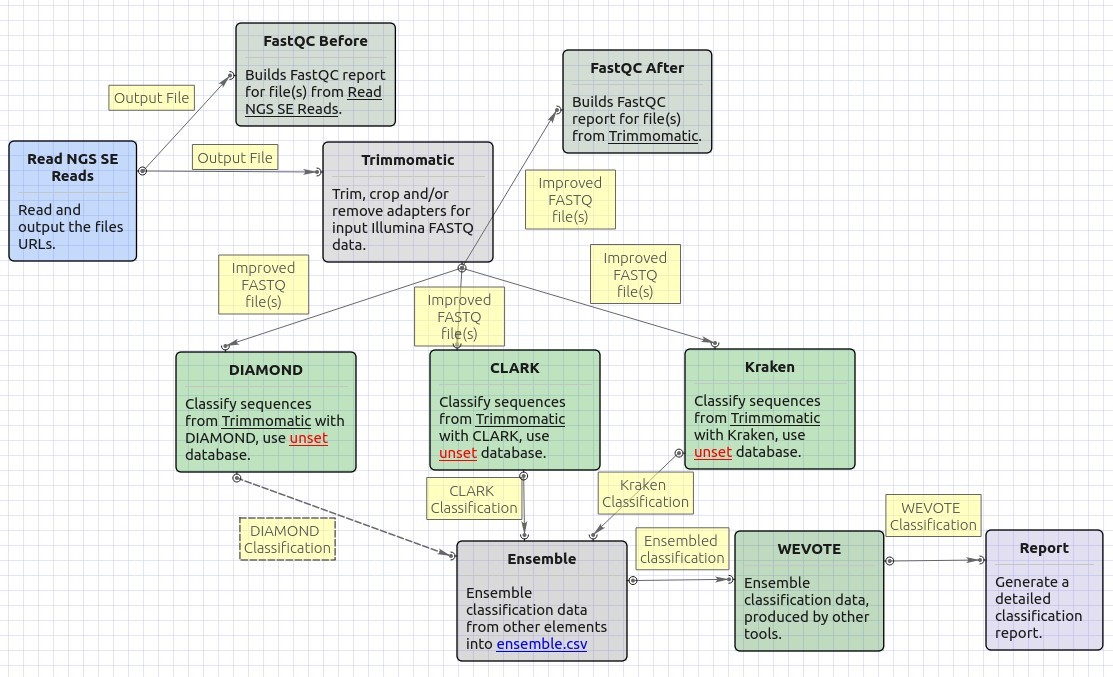 FastQC Before
Builds FastQC report
for file(s) from Read
NGS SE Reads.
FastQC After
Builds FastQC
report for file(s)
from Trimmomatic.
Output File
Output File
Read NGS SE
Reads
Read and
output the files
URLs.
Trimmomatic
Trim, crop and/or
remove adapters for
input Illumina FASTQ
data.
Improved
FASTQ
file(s)
Improved
FASTQ
file(s)
Improved
FASTQ
file(s)
Improved
FASTQ
file(s)
DIAMOND
Classify sequences
from Trimmomatic with
DIAMOND, use unset
database.
CLARK
Classify sequences
from Trimmomatic
with CLARK, use
unset database.
Kraken
Classify sequences
from Trimmomatic
with Kraken, use
unset database.
DIAMOND
Classification
CLARK
Classification
Kraken
Classification
Ensemble
Ensemble
classification data
from other elements
into ensemble.csv
Ensembled
classification
WEVOTE
Ensemble
classification data,
produced by other
tools.
WEVOTE
Classification
Report
Generate a
detailed
classification
report.